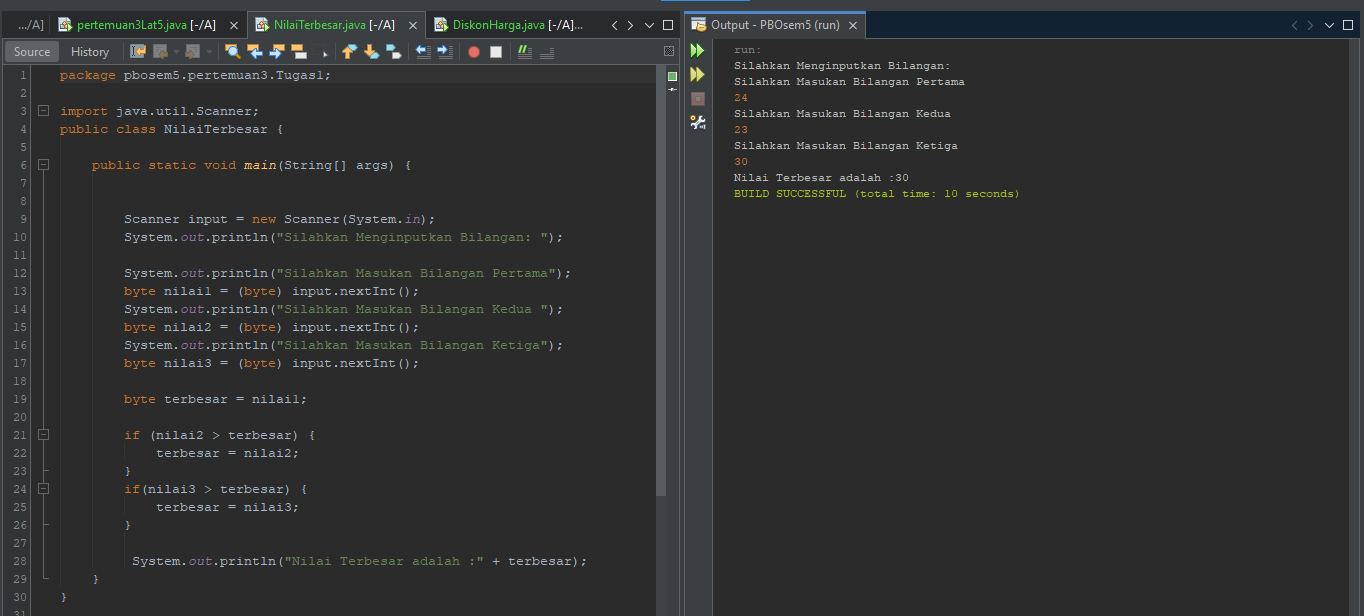 .../A]
pertemuan3Lat5.java [-/A]
NilaiTerbesar.java [-/A]
DiskonHarga.java [-/A]...
Source History
1 package pbosem5.pertemuan3.Tugas1;
2
3 import java.util.Scanner;
4 public class NilaiTerbesar {
5
6 public static void main(String[] args) {
7
8
9 Scanner input = new Scanner(System.in);
10 System.out.println("Silahkan Menginputkan Bilangan: ");
11
12 System.out.println("Silahkan Masukan Bilangan Pertama");
13 byte nilai1 = (byte) input.nextInt();
14 System.out.println("Silahkan Masukan Bilangan Kedua ");
15 byte nilai2 = (byte) input.nextInt();
16 System.out.println("Silahkan Masukan Bilangan Ketiga");
17 byte nilai3 = (byte) input.nextInt();
18
19 byte terbesar = nilai1;
20
21 if (nilai2 > terbesar) {
22 terbesar = nilai2;
23 }
24 if(nilai3 > terbesar) {
25 terbesar = nilai3;
26 }
27
28 System.out.println("Nilai Terbesar adalah :" + terbesar);
29 }
30 }
31
Output - PBOsem5 (run)
run:
Silahkan Menginputkan Bilangan:
Silahkan Masukan Bilangan Pertama
24
Silahkan Masukan Bilangan Kedua
23
Silahkan Masukan Bilangan Ketiga
30
Nilai Terbesar adalah :30
BUILD SUCCESSFUL (total time: 10 seconds)